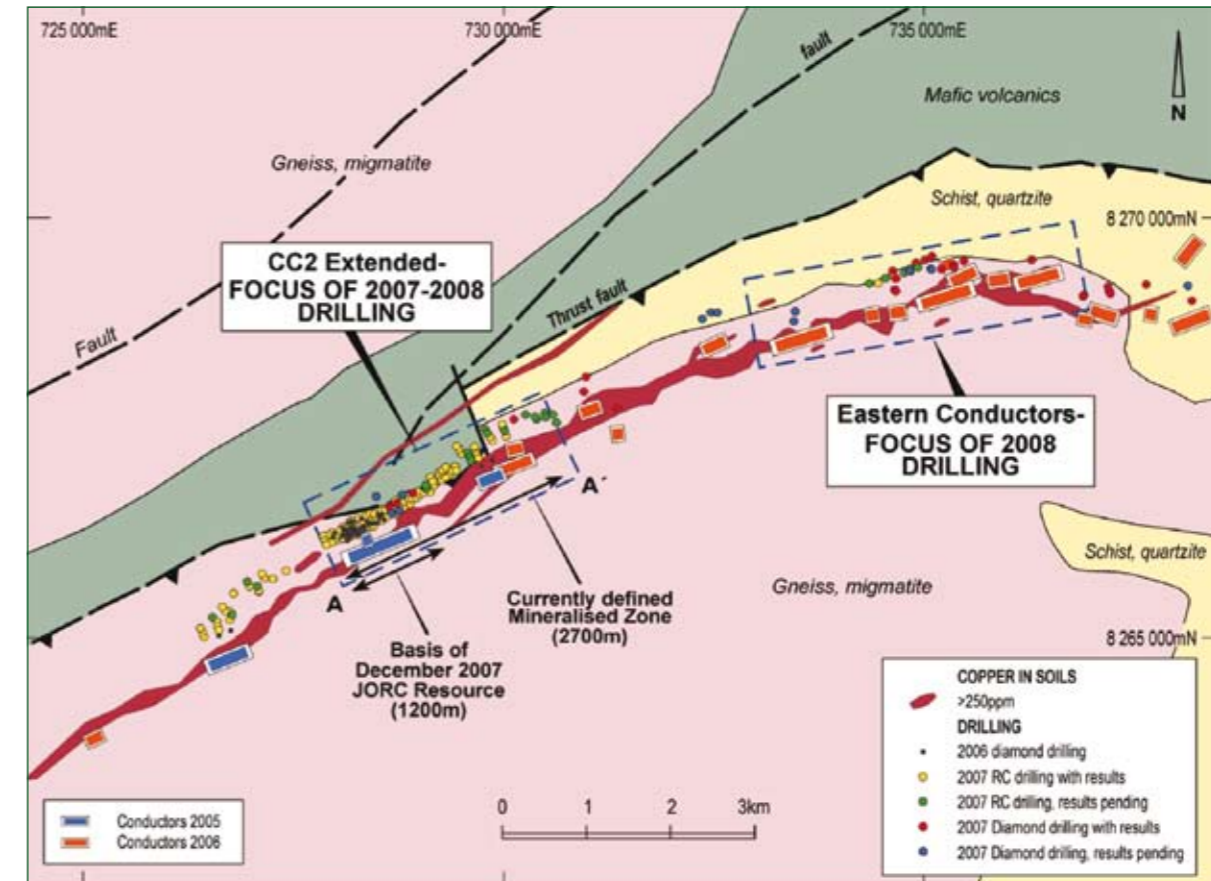 725 000mE
730 000mE
735 000mE
fault
Mafic volcanics
N
Gneiss, migmatite
Schist, quartzite
8 270 000mN
CC2 Extended-
FOCUS OF 2007-2008
DRILLING
Thrust fault
Fault
Eastern Conductors-
FOCUS OF 2008
DRILLING
A´
A
Schist, quartzite
Gneiss, migmatite
Currently defined
Mineralised Zone
(2700m)
Basis of
December 2007
JORC Resource
(1200m)
8 265 000mN
COPPER IN SOILS
>250ppm
DRILLING
2006 diamond drilling
2007 RC drilling with results
2007 RC drilling, results pending
2007 Diamond drilling with results
2007 Diamond drilling, results pending
Conductors 2005
Conductors 2006
0 1 2 3km